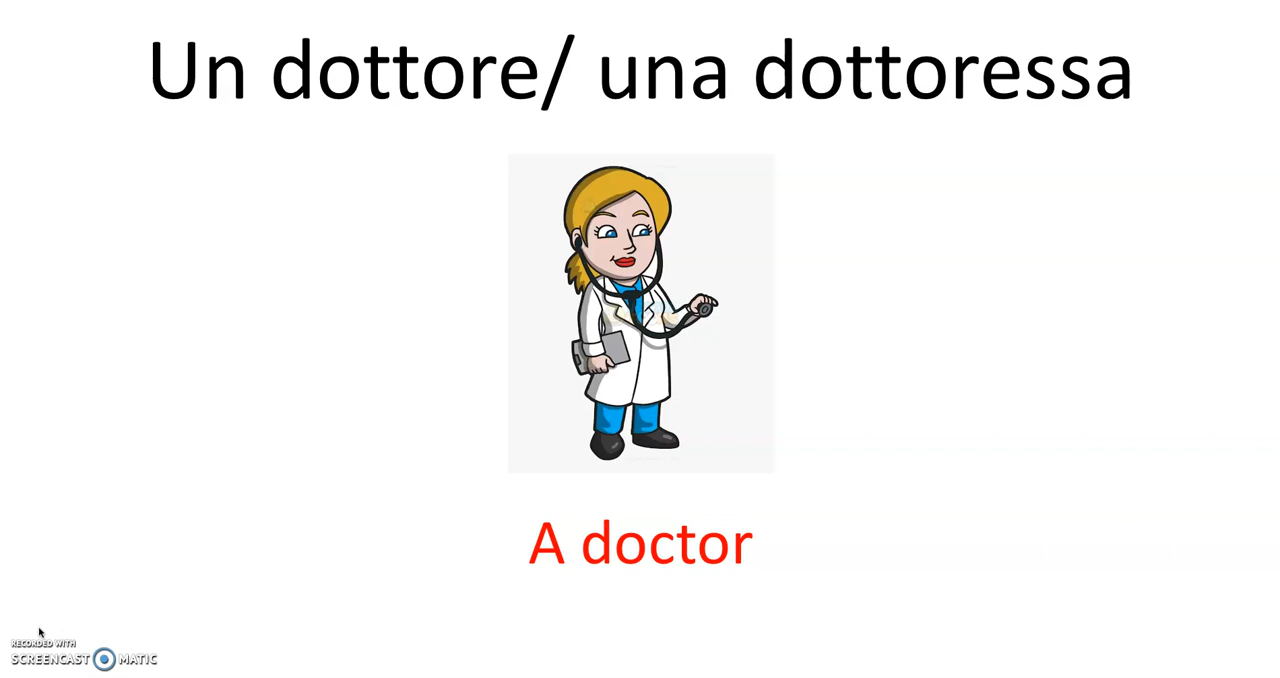 Un dottore/ una dottoressa
A doctor
RECORDED WITH
SCREENCAST MATIC